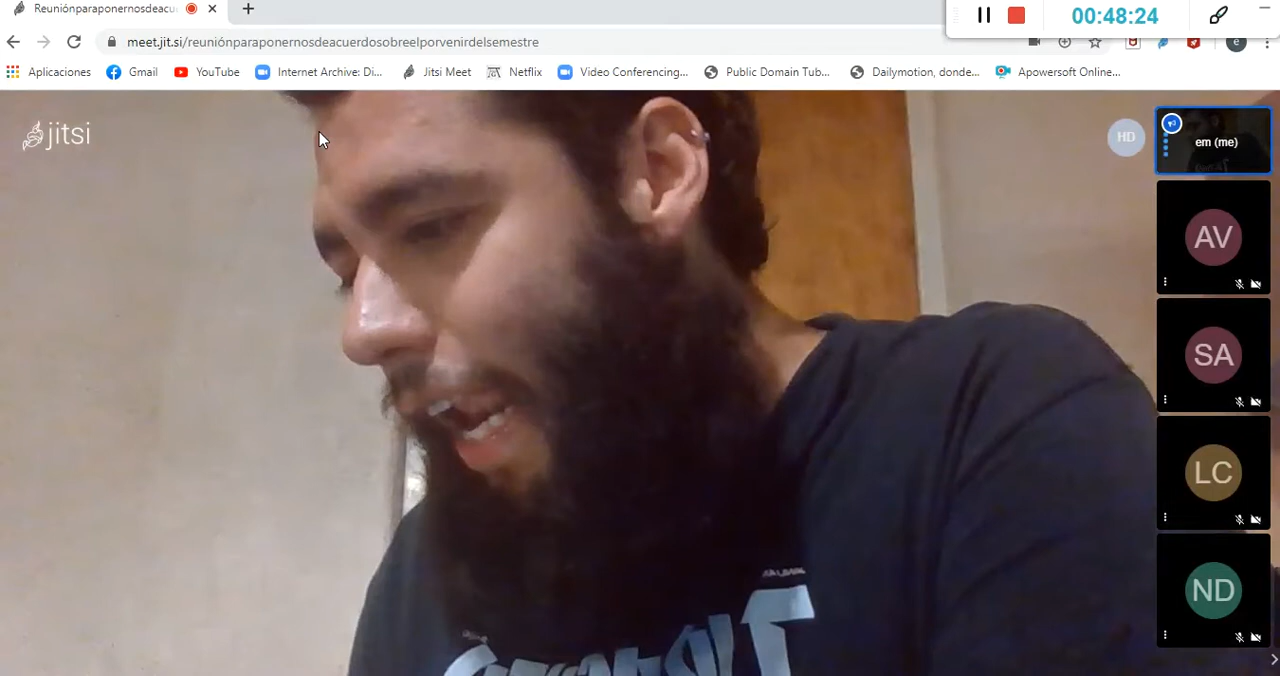 Reuniónparaponernosdeacu
00:48:24
meet.jit.si/reuniónparaponernosdeacuerdosobreelporvenirdelsemestre
e
Aplicaciones Gmail YouTube Internet Archive: Di... Jitsi Meet Netflix Video Conferencing... Public Domain Tub... Dailymotion, donde... Apowersoft Online...
jitsi
HD
em (me)
AV
SA
LC
ND